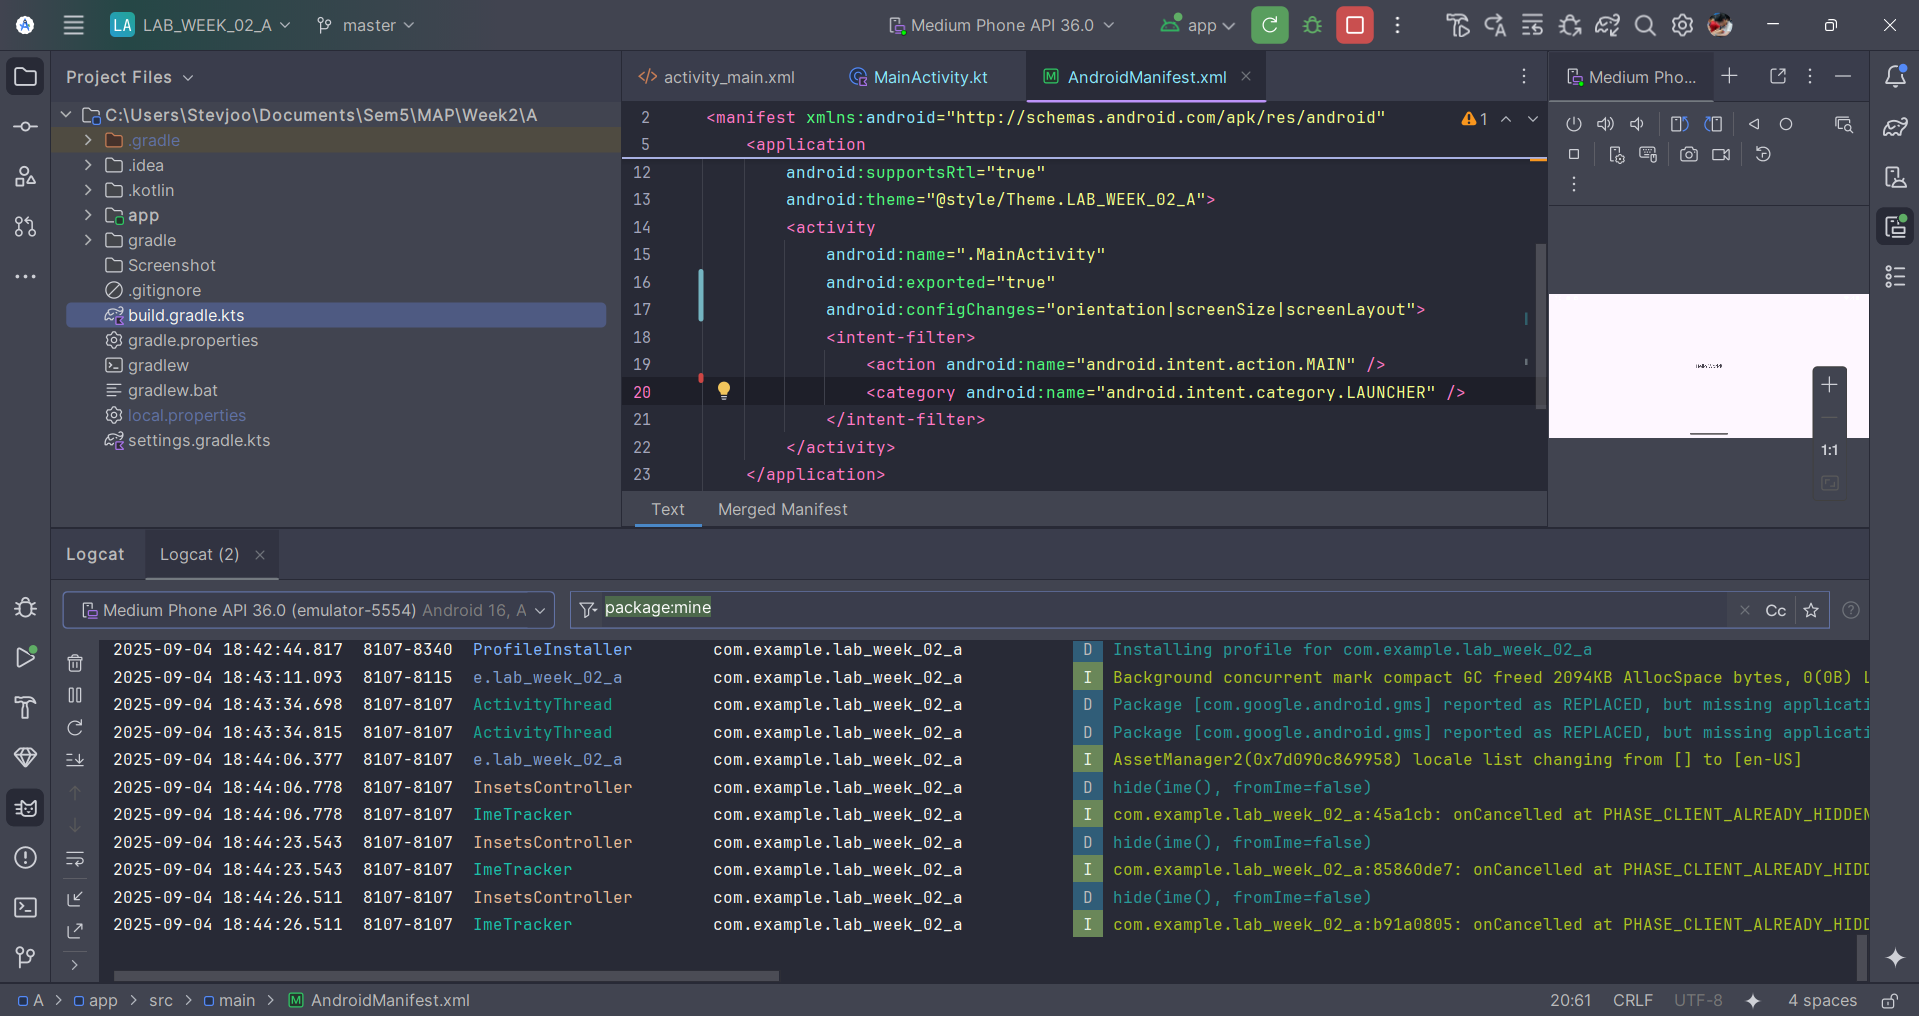 LA LAB_WEEK_02_A master Medium Phone API 36.0 app
Project Files
C:\Users\Stevjoo\Documents\Sem5\MAP\Week2\A
.gradle
.idea
.kotlin
app
gradle
Screenshot
.gitignore
build.gradle.kts
gradle.properties
gradlew
gradlew.bat
local.properties
settings.gradle.kts
activity_main.xml MainActivity.kt AndroidManifest.xml
2 <manifest xmlns:android="http://schemas.android.com/apk/res/android" 1
5 <application
12 android:supportsRtl="true"
13 android:theme="@style/Theme.LAB_WEEK_02_A">
14 <activity
15 android:name=".MainActivity"
16 android:exported="true"
17 android:configChanges="orientation|screenSize|screenLayout">
18 <intent-filter>
19 <action android:name="android.intent.action.MAIN" />
20 <category android:name="android.intent.category.LAUNCHER" />
21 </intent-filter>
22 </activity>
23 </application>
Text Merged Manifest
Medium Pho...
Hello World!
1:1
Logcat Logcat (2)
Medium Phone API 36.0 (emulator-5554) Android 16, A
package:mine
Cc
2025-09-04 18:42:44.817 8107-8340 ProfileInstaller com.example.lab_week_02_a D Installing profile for com.example.lab_week_02_a
2025-09-04 18:43:11.093 8107-8115 e.lab_week_02_a com.example.lab_week_02_a I Background concurrent mark compact GC freed 2094KB AllocSpace bytes, 0(0B) L
2025-09-04 18:43:34.698 8107-8107 ActivityThread com.example.lab_week_02_a D Package [com.google.android.gms] reported as REPLACED, but missing applicati
2025-09-04 18:43:34.815 8107-8107 ActivityThread com.example.lab_week_02_a D Package [com.google.android.gms] reported as REPLACED, but missing applicati
2025-09-04 18:44:06.377 8107-8107 e.lab_week_02_a com.example.lab_week_02_a I AssetManager2(0x7d090c869958) locale list changing from [] to [en-US]
2025-09-04 18:44:06.778 8107-8107 InsetsController com.example.lab_week_02_a D hide(ime(), fromIme=false)
2025-09-04 18:44:06.778 8107-8107 ImeTracker com.example.lab_week_02_a I com.example.lab_week_02_a:45a1cb: onCancelled at PHASE_CLIENT_ALREADY_HIDDEN
2025-09-04 18:44:23.543 8107-8107 InsetsController com.example.lab_week_02_a D hide(ime(), fromIme=false)
2025-09-04 18:44:23.543 8107-8107 ImeTracker com.example.lab_week_02_a I com.example.lab_week_02_a:85860de7: onCancelled at PHASE_CLIENT_ALREADY_HIDD
2025-09-04 18:44:26.511 8107-8107 InsetsController com.example.lab_week_02_a D hide(ime(), fromIme=false)
2025-09-04 18:44:26.511 8107-8107 ImeTracker com.example.lab_week_02_a I com.example.lab_week_02_a:b91a0805: onCancelled at PHASE_CLIENT_ALREADY_HIDD
A > app > src > main > AndroidManifest.xml 20:61 CRLF UTF-8 4 spaces